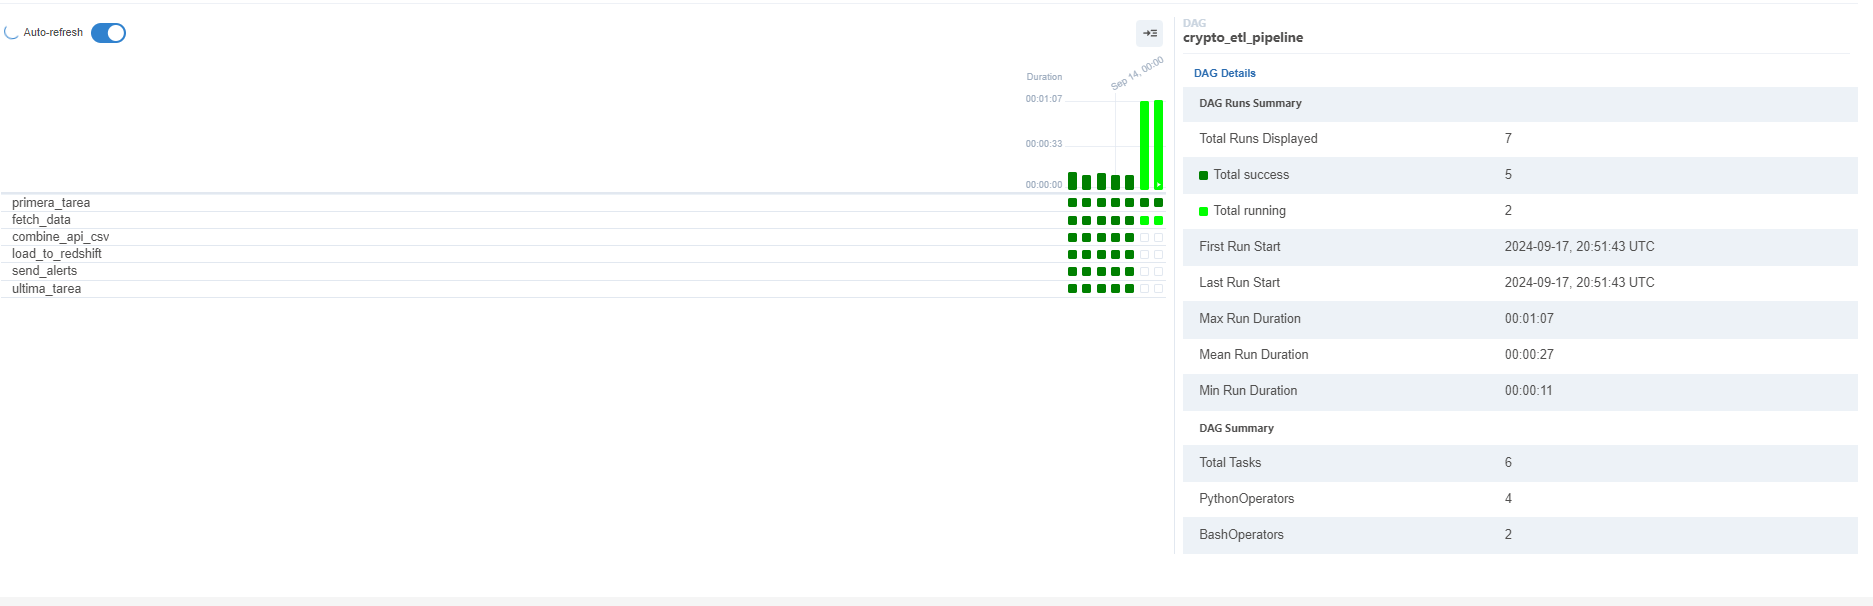 Auto-refresh
Duration
Sep 14, 00:00
00:01:07
00:00:33
00:00:00
primera_tarea
fetch_data
combine_api_csv
load_to_redshift
send_alerts
ultima_tarea
DAG
crypto_etl_pipeline
DAG Details
DAG Runs Summary
Total Runs Displayed 7
Total success 5
Total running 2
First Run Start 2024-09-17, 20:51:43 UTC
Last Run Start 2024-09-17, 20:51:43 UTC
Max Run Duration 00:01:07
Mean Run Duration 00:00:27
Min Run Duration 00:00:11
DAG Summary
Total Tasks 6
PythonOperators 4
BashOperators 2